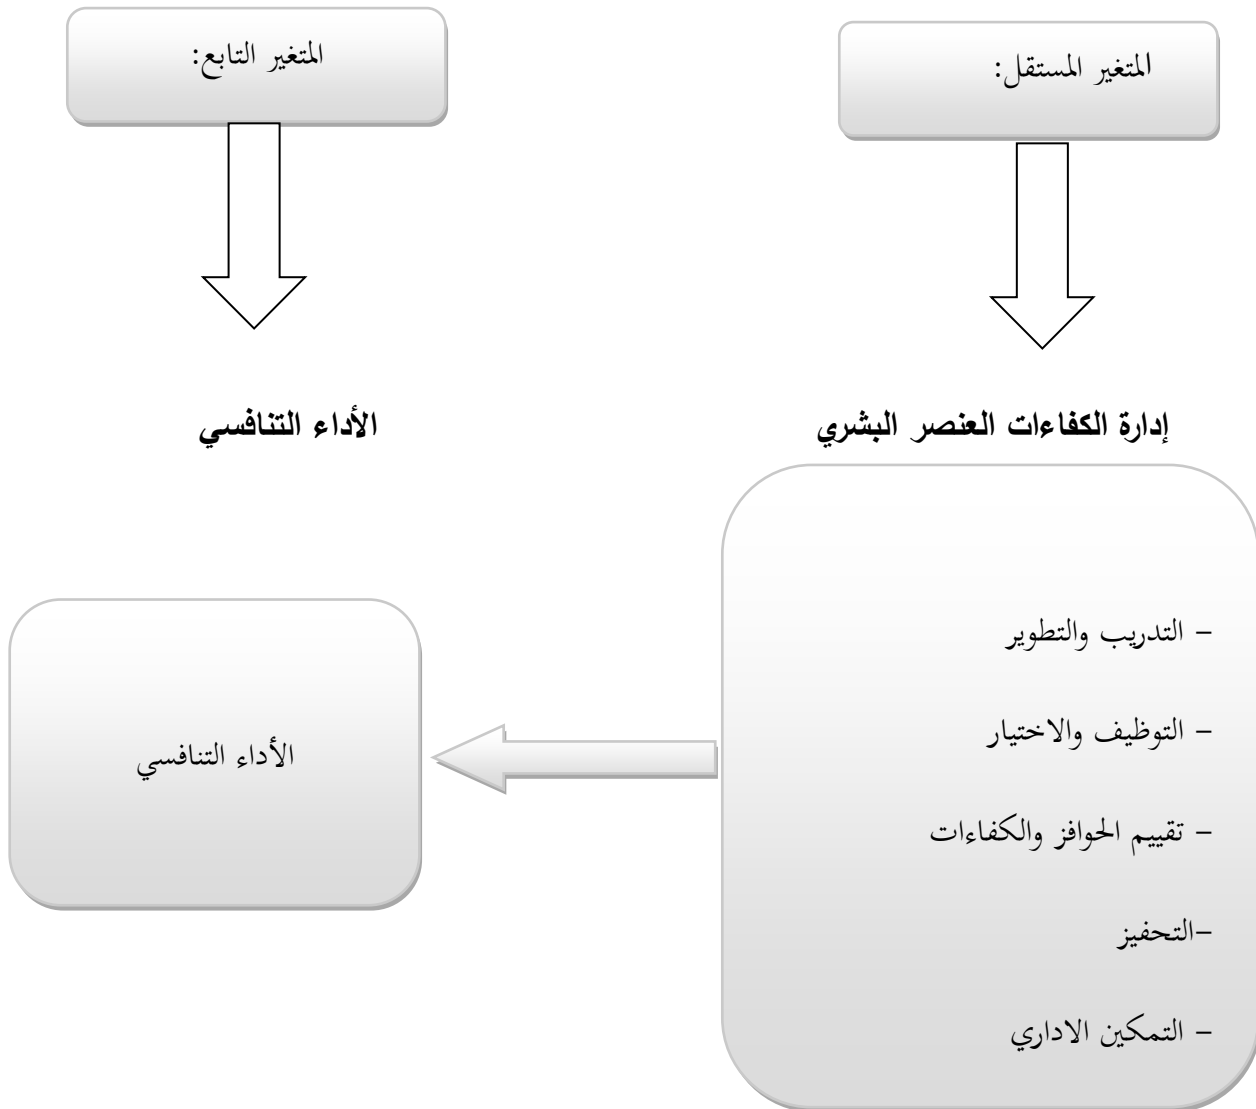 المتغير المستقل:
المتغير التابع:
إدارة الكفاءات العنصر البشري
الأداء التنافسي
- التدريب والتطوير
- التوظيف والاختيار
- تقييم الحوافز والكفاءات
-التحفيز
- التمكين الاداري
الأداء التنافسي